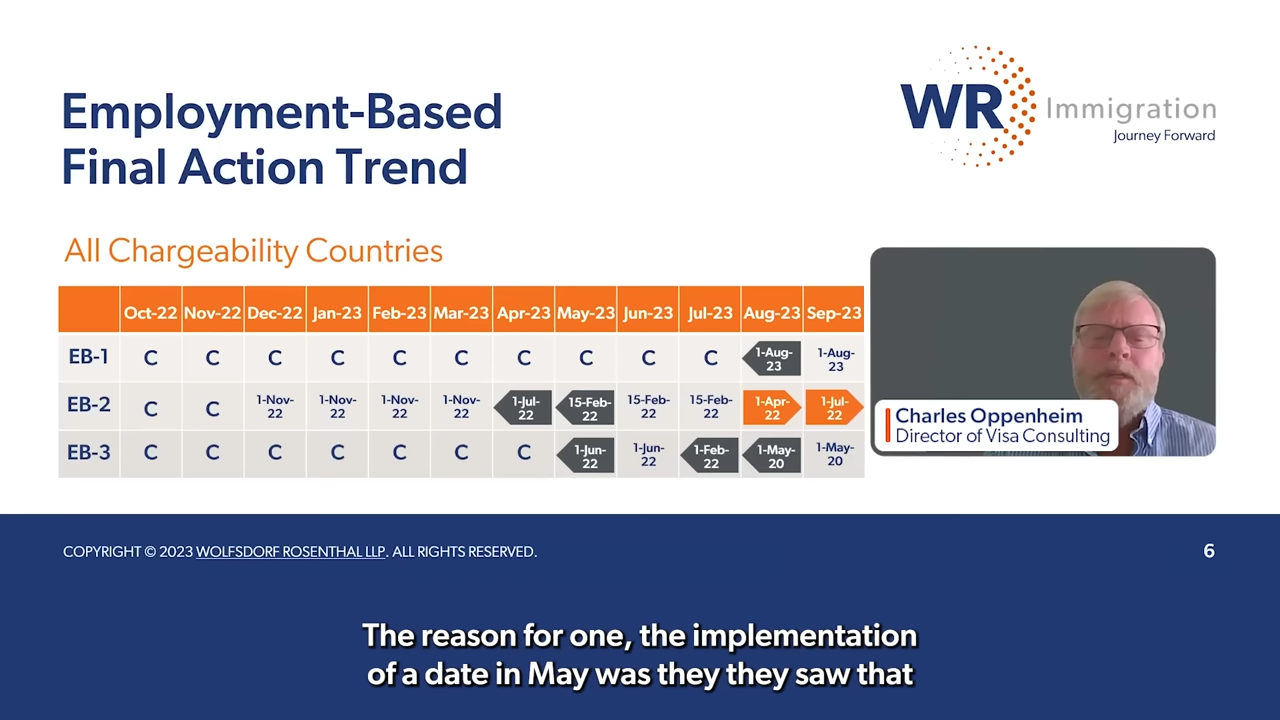 Employment-Based
Final Action Trend
WR Immigration
Journey Forward
All Chargeability Countries
Oct-22 Nov-22 Dec-22 Jan-23 Feb-23 Mar-23 Apr-23 May-23 Jun-23 Jul-23 Aug-23 Sep-23
EB-1 C C C C C C C C C C 1-Aug-23 1-Aug-23
EB-2 C C 1-Nov-22 1-Nov-22 1-Nov-22 1-Nov-22 1-Jul-22 15-Feb-22 15-Feb-22 15-Feb-22 1-Apr-22 1-Jul-22
EB-3 C C C C C C C 1-Jun-22 1-Jun-22 1-Feb-22 1-May-20 1-May-20
Charles Oppenheim
Director of Visa Consulting
COPYRIGHT © 2023 WOLFSDORF ROSENTHAL LLP. ALL RIGHTS RESERVED.
6
The reason for one, the implementation
of a date in May was they they saw that